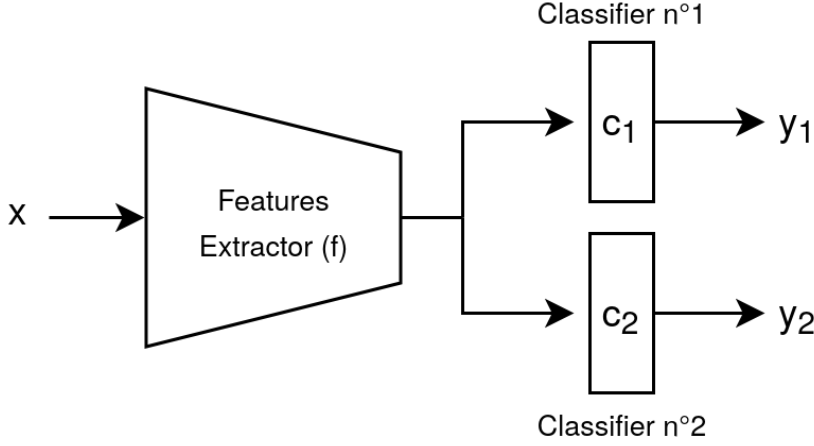 Classifier n°1
c₁
y₁
x
Features
Extractor (f)
c₂
y₂
Classifier n°2